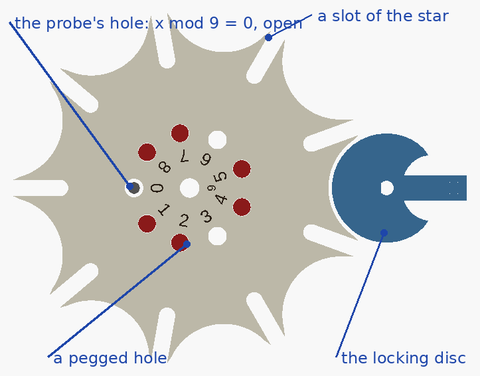 the probe's hole: x mod 9 = 0, open
a slot of the star
0
1
2
3
4
5
6
7
8
9
a pegged hole
the locking disc